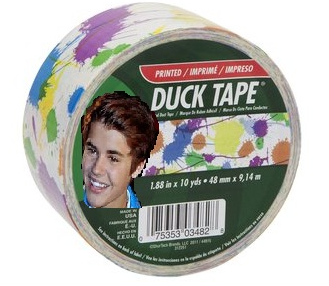 PRINTED / IMPRIMÉ / IMPRESO
DUCK TAPE
1.88 in x 10 yds • 48 mm x 9,14 m
MADE IN
USA
FABRIQUÉ AUX
E.-U.
HECHO EN
E.E.U.U.
75353 03482